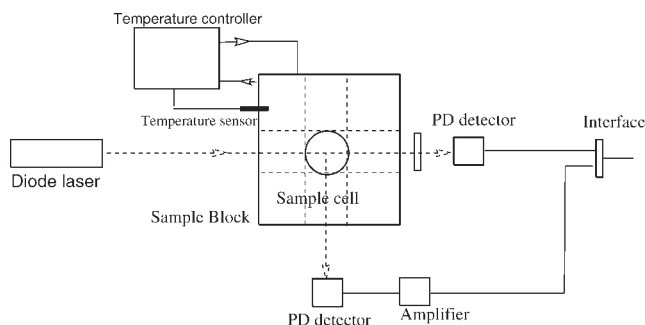 Temperature controller
Temperature sensor
PD detector
Interface
Diode laser
Sample cell
Sample Block
PD detector
Amplifier